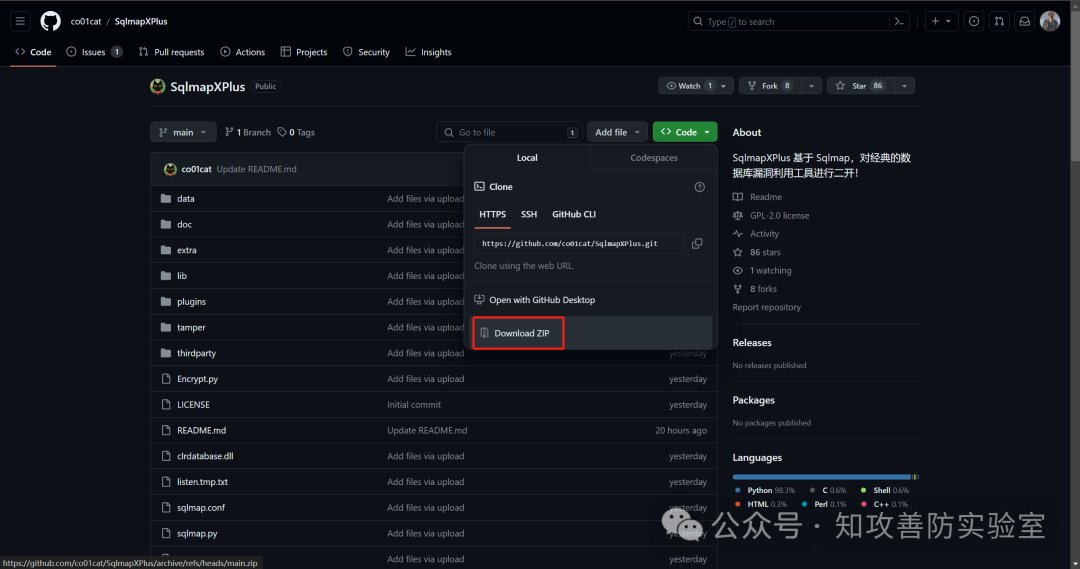 co01cat / SqlmapXPlus
Type / to search
Code Issues 1 Pull requests Actions Projects Security Insights
SqlmapXPlus Public
Watch 1 Fork 8 Star 86
main 1 Branch 0 Tags Go to file t Add file Code
About
SqlmapXPlus 基于 Sqlmap，对经典的
数据库漏洞利用工具进行二开！
Readme
GPL-2.0 license
Activity
86 stars
1 watching
8 forks
Report repository
Releases
No releases published
Packages
No packages published
Languages
Python 98.3% C 0.6% Shell 0.6%
HTML 0.3% Perl 0.1% C++ 0.1%
Local Codespaces
Clone
HTTPS SSH GitHub CLI
https://github.com/co01cat/SqlmapXPlus.git
Clone using the web URL.
Open with GitHub Desktop
Download ZIP
co01cat Update README.md
data Add files via upload
doc Add files via upload
extra Add files via upload
lib Add files via upload
plugins Add files via upload
tamper Add files via upload
thirdparty Add files via upload yesterday
Encrypt.py Add files via upload yesterday
LICENSE Initial commit yesterday
README.md Update README.md 20 hours ago
clrdatabase.dll Add files via upload yesterday
listen.tmp.txt Add files via upload yesterday
sqlmap.conf Add files via upload yesterday
sqlmap.py Add files via upload yesterday
Add files via upload yesterday
公众号 · 知攻善防实验室
https://github.com/co01cat/SqlmapXPlus/archive/refs/heads/main.zip